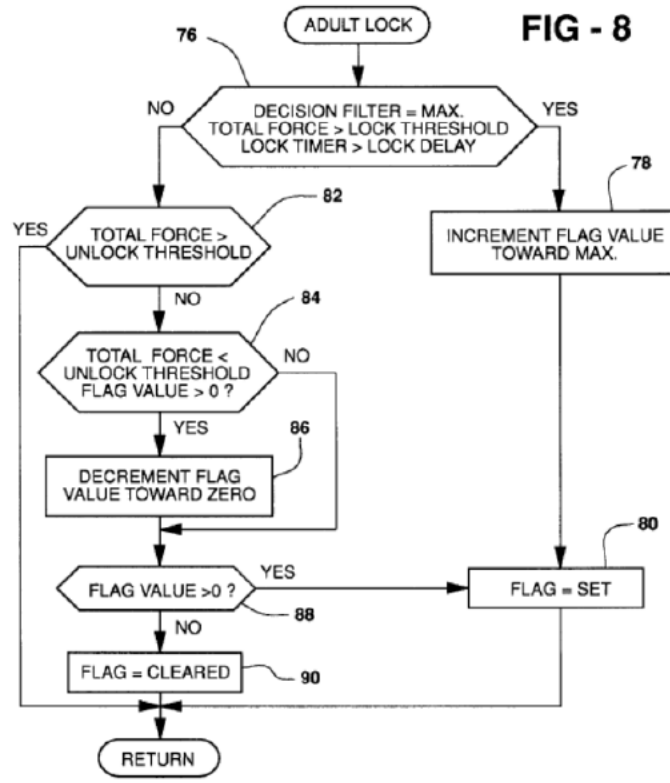 ADULT LOCK
FIG - 8
76
NO
DECISION FILTER = MAX.
TOTAL FORCE > LOCK THRESHOLD
LOCK TIMER > LOCK DELAY
YES
78
82
YES
TOTAL FORCE >
UNLOCK THRESHOLD
INCREMENT FLAG VALUE
TOWARD MAX.
NO
84
TOTAL FORCE <
UNLOCK THRESHOLD
FLAG VALUE > 0 ?
NO
YES
86
DECREMENT FLAG
VALUE TOWARD ZERO
80
FLAG VALUE >0 ?
YES
FLAG = SET
88
NO
FLAG = CLEARED
90
RETURN